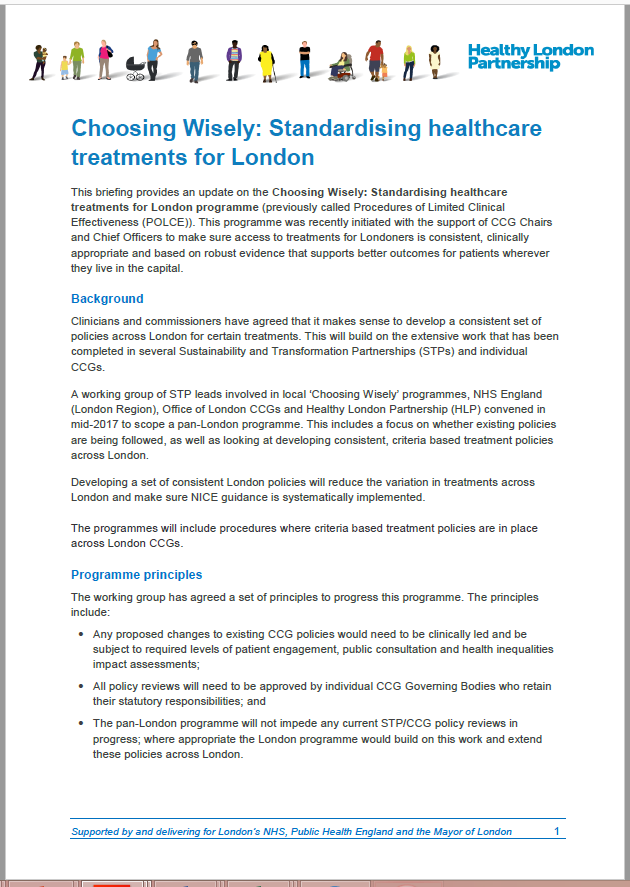 Healthy London
Partnership
Choosing Wisely: Standardising healthcare
treatments for London
This briefing provides an update on the Choosing Wisely: Standardising healthcare
treatments for London programme (previously called Procedures of Limited Clinical
Effectiveness (POLCE)). This programme was recently initiated with the support of CCG Chairs
and Chief Officers to make sure access to treatments for Londoners is consistent, clinically
appropriate and based on robust evidence that supports better outcomes for patients wherever
they live in the capital.
Background
Clinicians and commissioners have agreed that it makes sense to develop a consistent set of
policies across London for certain treatments. This will build on the extensive work that has been
completed in several Sustainability and Transformation Partnerships (STPs) and individual
CCGs.
A working group of STP leads involved in local ‘Choosing Wisely’ programmes, NHS England
(London Region), Office of London CCGs and Healthy London Partnership (HLP) convened in
mid-2017 to scope a pan-London programme. This includes a focus on whether existing policies
are being followed, as well as looking at developing consistent, criteria based treatment policies
across London.
Developing a set of consistent London policies will reduce the variation in treatments across
London and make sure NICE guidance is systematically implemented.
The programmes will include procedures where criteria based treatment policies are in place
across London CCGs.
Programme principles
The working group has agreed a set of principles to progress this programme. The principles
include:
• Any proposed changes to existing CCG policies would need to be clinically led and be
subject to required levels of patient engagement, public consultation and health inequalities
impact assessments;
• All policy reviews will need to be approved by individual CCG Governing Bodies who retain
their statutory responsibilities; and
• The pan-London programme will not impede any current STP/CCG policy reviews in
progress; where appropriate the London programme would build on this work and extend
these policies across London.
Supported by and delivering for London's NHS, Public Health England and the Mayor of London 1